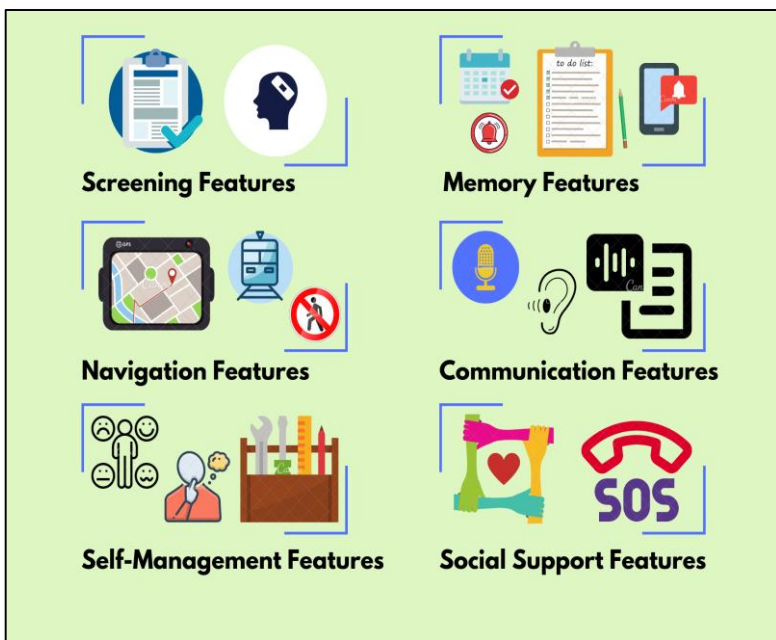 to do list:
Screening Features
Memory Features
GPS
Can
Navigation Features
Communication Features
SOS
Self-Management Features
Social Support Features